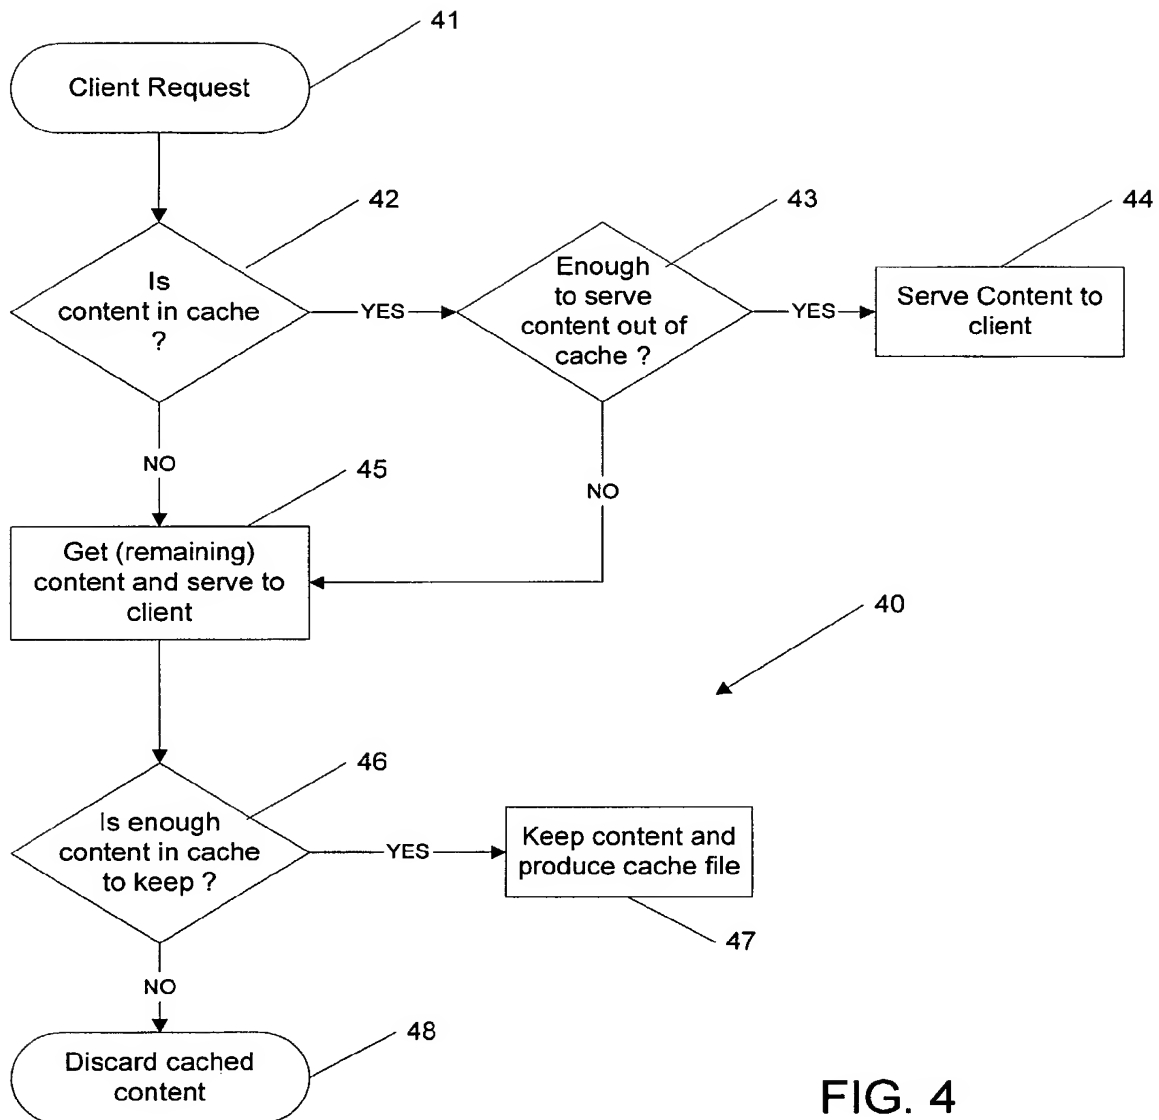 41
Client Request
42
43
44
Is
content in cache
?
YES
Enough
to serve
content out of
cache ?
YES
Serve Content to
client
NO
45
NO
Get (remaining)
content and serve to
client
40
46
Is enough
content in cache
to keep ?
YES
Keep content and
produce cache file
47
NO
48
Discard cached
content
FIG. 4